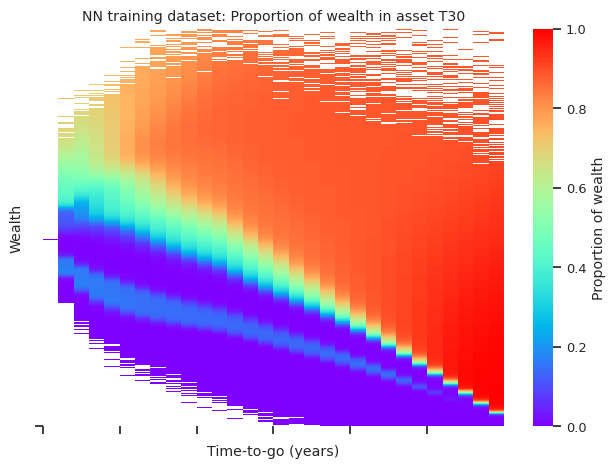 NN training dataset: Proportion of wealth in asset T30
1.0
0.8
0.6
0.4
0.2
0.0
Proportion of wealth
Wealth
Time-to-go (years)